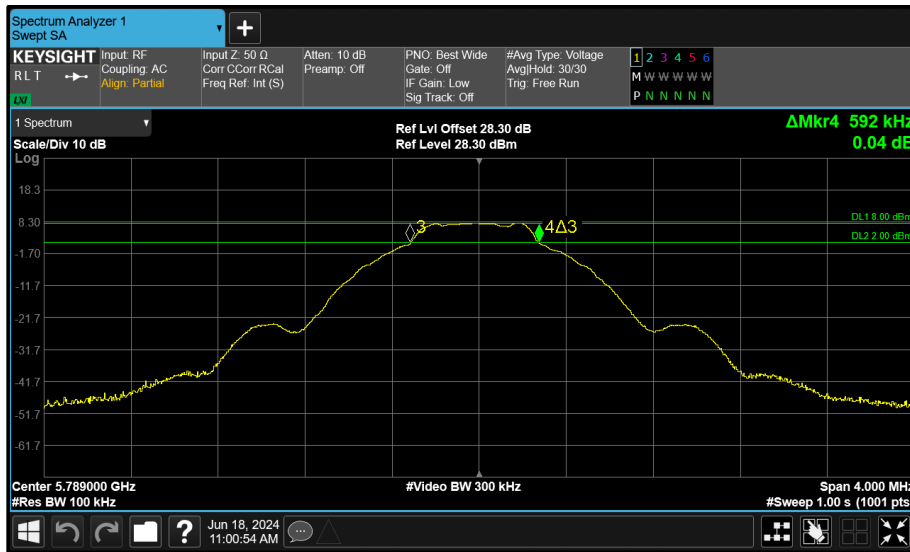 Spectrum Analyzer 1
Swept SA
KEYSIGHT
RLT
LXI
Input: RF
Coupling: AC
Align: Partial
Input Z: 50 Ω
Corr CCorr RCal
Freq Ref: Int (S)
Atten: 10 dB
Preamp: Off
PNO: Best Wide
Gate: Off
IF Gain: Low
Sig Track: Off
#Avg Type: Voltage
Avg|Hold: 30/30
Trig: Free Run
1 2 3 4 5 6
M W W W W W
P N N N N N
1 Spectrum
Scale/Div 10 dB
Log
Ref Lvl Offset 28.30 dB
Ref Level 28.30 dBm
ΔMkr4 592 kHz
0.04 dB
18.3
8.30
-1.70
-11.7
-21.7
-31.7
-41.7
-51.7
-61.7
3
4Δ3
DL1 8.00 dBm
DL2 2.00 dBm
Center 5.789000 GHz
#Res BW 100 kHz
#Video BW 300 kHz
Span 4.000 MHz
#Sweep 1.00 s (1001 pts
?
Jun 18, 2024
11:00:54 AM